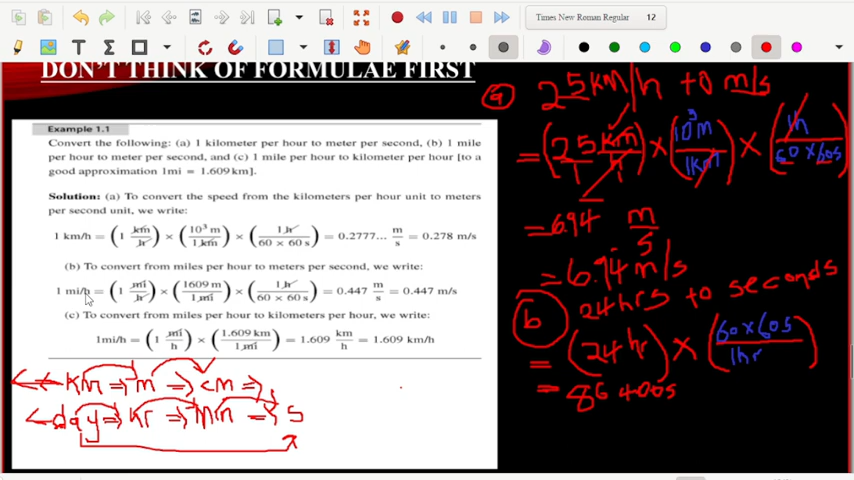 Times New Roman Regular 12
DON'T THINK OF FORMULAE FIRST
Example 1.1
Convert the following: (a) 1 kilometer per hour to meter per second, (b) 1 mile
per hour to meter per second, and (c) 1 mile per hour to kilometer per hour [to a
good approximation 1mi = 1.609 km].
Solution: (a) To convert the speed from the kilometers per hour unit to meters
per second unit, we write:
1 km/h = (1 km/h) × (10³ m/1 km) × (1 h/60 × 60 s) = 0.2777... m/s = 0.278 m/s
(b) To convert from miles per hour to meters per second, we write:
1 mi/h = (1 mi/h) × (1609 m/1 mi) × (1 h/60 × 60 s) = 0.447 m/s = 0.447 m/s
(c) To convert from miles per hour to kilometers per hour, we write:
1mi/h = (1 mi/h) × (1.609 km/1 mi) = 1.609 km/h = 1.609 km/h
km => m => cm =>
day => Kr => Min => S
a 25km/h to m/s
= (25 km/1h) × (10³m/1km) × (1h/60×60s)
= 6.94 m/s
= 6.94 m/s
b 24hrs to seconds
= (24hr) × (60×60s/1hr)
= 86400s